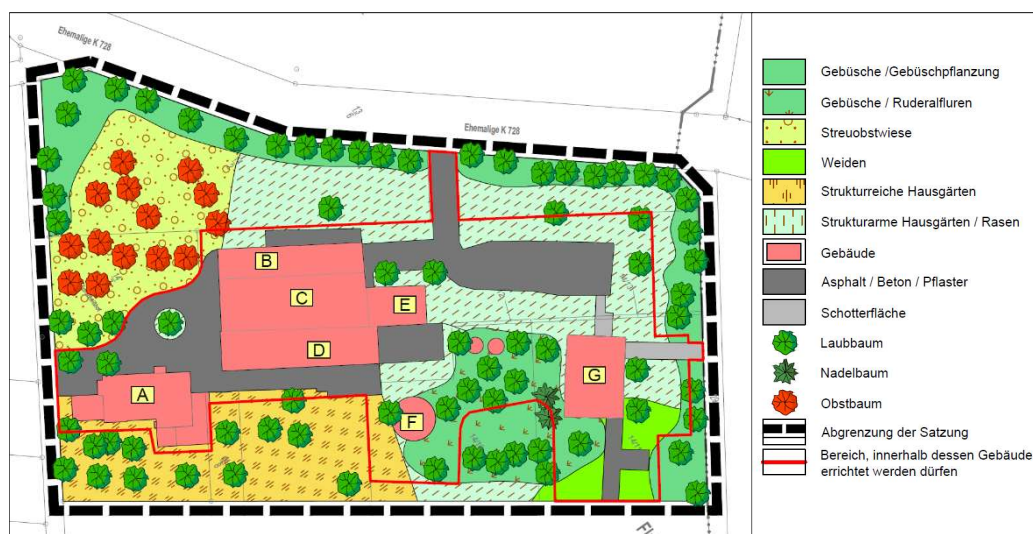 Ehemalige K 728
Ehemalige K 728
B
C
E
D
G
A
F
Gebüsche /Gebüschpflanzung
Gebüsche / Ruderalfluren
Streuobstwiese
Weiden
Strukturreiche Hausgärten
Strukturarme Hausgärten / Rasen
Gebäude
Asphalt / Beton / Pflaster
Schotterfläche
Laubbaum
Nadelbaum
Obstbaum
Abgrenzung der Satzung
Bereich, innerhalb dessen Gebäude
errichtet werden dürfen